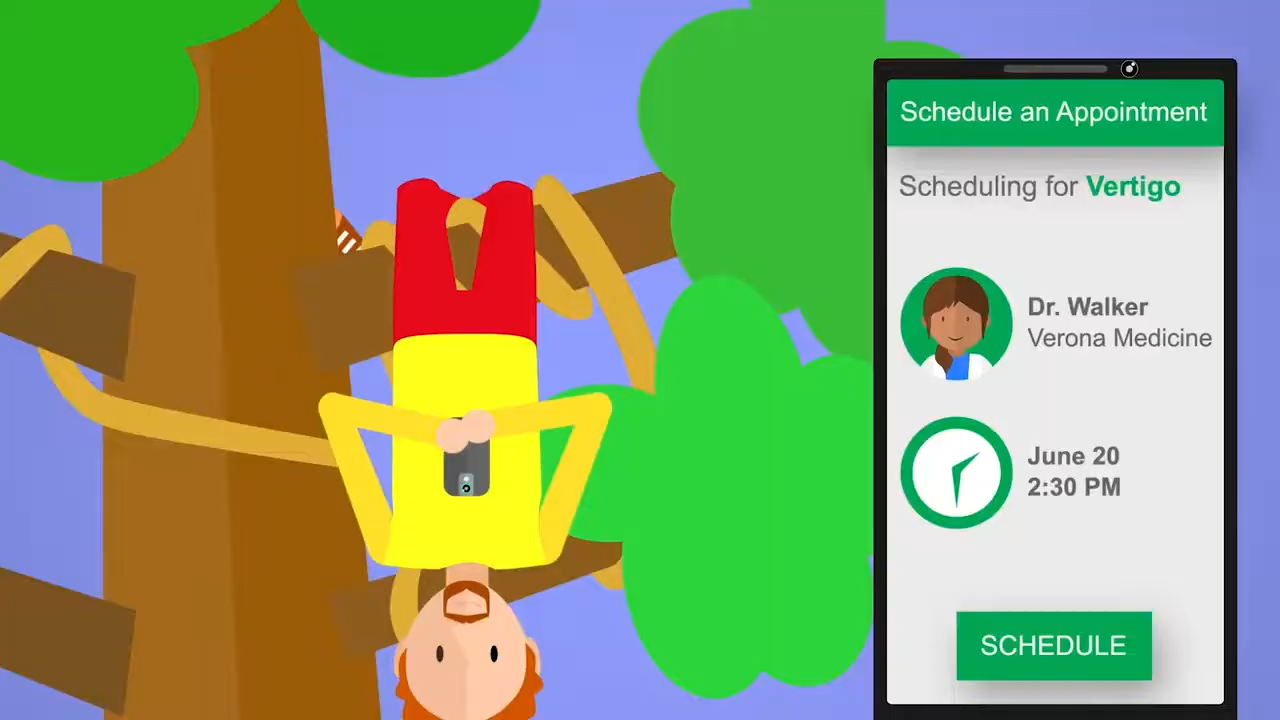 Schedule an Appointment
Scheduling for Vertigo
Dr. Walker
Verona Medicine
June 20
2:30 PM
SCHEDULE